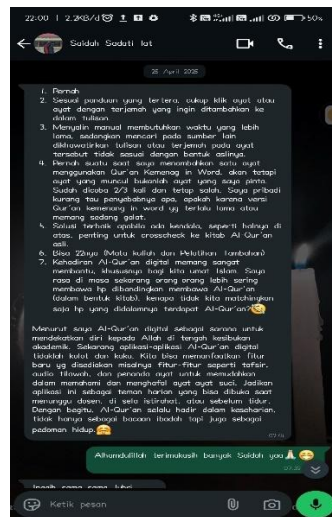 22:00 | 2.2KB/d
50%
Saidah Sadati Iat
25 April 2025
1. Pernah
2. Sesuai panduan yang tertera, cukup klik ayat atau
ayat dengan terjemah yang ingin ditambahkan ke
dalam tulisan
3. Menyalin manual membutuhkan waktu yang lebih
lama, sedangkan mencari pada sumber lain
dikhawatirkan tulisan atau terjemah pada ayat
tersebut tidak sesuai dengan bentuk aslinya.
4. Pernah suatu saat saya menambahkan satu ayat
menggunakan Qur'an Kemenag in Word, akan tetapi
ayat yang muncul bukanlah ayat yang saya pinta.
Sudah dicoba 2/3 kali dan tetap salah. Saya pribadi
kurang tau penyebabnya apa, apakah karena versi
Qur'an kemenag in word yg terlalu lama atau
memang sedang galat.
5. Solusi terbaik apabila ada kendala, seperti halnya di
atas, penting untuk crosscheck ke kitab Al-Qur'an
asli.
6. Bisa 22nya (Mata kuliah dan Pelatihan tambahan)
7. Kehadiran Al-Qur'an digital memang sangat
membantu, khususnya bagi kita umat Islam. Saya
rasa di masa sekarang orang orang lebih sering
membawa hp dibandingkan membawa Al-Qur'an
(dalam bentuk kitab), kenapa tidak kita matchingkan
saja hp yang didalamnya terdapat Al-Qur'an?
Menurut saya Al-Qur'an digital sebagai sarana untuk
mendekatkan diri kepada Allah di tengah kesibukan
akademik. Sekarang aplikasi-aplikasi Al-Qur'an digital
tidaklah kalut dan kuku. Kita bisa memanfaatkan fitur
baru yg disediakan misalnya fitur-fitur seperti tafsir,
audio tilawah, dan penanda ayat untuk memudahkan
dalam memahami dan menghafal ayat ayat suci. Jadikan
aplikasi ini sebagai teman harian yang bisa dibuka saat
menunggu dosen, di sela istirahat, atau sebelum tidur.
Dengan begitu, Al-Qur'an selalu hadir dalam keseharian,
tidak hanya sebagai bacaan ibadah tapi juga sebagai
pedoman hidup.
Alhamdulillah terimakasih banyak Saidah yaa
Ketik pesan